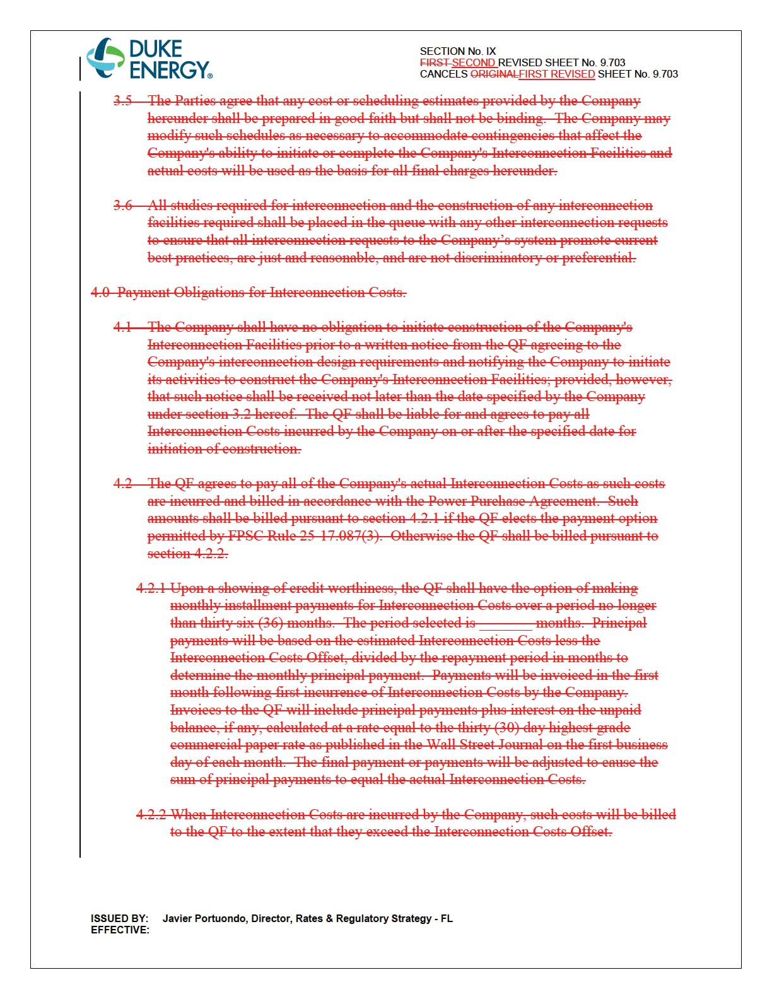 DUKE
ENERGY®
SECTION No. IX
FIRST SECOND REVISED SHEET No. 9.703
CANCELS ORIGINALFIRST REVISED SHEET No. 9.703
3.5 The Parties agree that any cost or scheduling estimates provided by the Company
hereunder shall be prepared in good faith but shall not be binding. The Company may
modify such schedules as necessary to accommodate contingencies that affect the
Company's ability to initiate or complete the Company's Interconnection Facilities and
actual costs will be used as the basis for all final charges hereunder.
3.6 All studies required for interconnection and the construction of any interconnection
facilities required shall be placed in the queue with any other interconnection requests
to ensure that all interconnection requests to the Company’s system promote current
best practices, are just and reasonable, and are not discriminatory or preferential.
4.0 Payment Obligations for Interconnection Costs.
4.1 The Company shall have no obligation to initiate construction of the Company's
Interconnection Facilities prior to a written notice from the QF agreeing to the
Company's interconnection design requirements and notifying the Company to initiate
its activities to construct the Company's Interconnection Facilities; provided, however,
that such notice shall be received not later than the date specified by the Company
under section 3.2 hereof. The QF shall be liable for and agrees to pay all
Interconnection Costs incurred by the Company on or after the specified date for
initiation of construction.
4.2 The QF agrees to pay all of the Company's actual Interconnection Costs as such costs
are incurred and billed in accordance with the Power Purchase Agreement. Such
amounts shall be billed pursuant to section 4.2.1 if the QF elects the payment option
permitted by FPSC Rule 25-17.087(3). Otherwise the QF shall be billed pursuant to
section 4.2.2.
4.2.1 Upon a showing of credit worthiness, the QF shall have the option of making
monthly installment payments for Interconnection Costs over a period no longer
than thirty six (36) months. The period selected is _______ months. Principal
payments will be based on the estimated Interconnection Costs less the
Interconnection Costs Offset, divided by the repayment period in months to
determine the monthly principal payment. Payments will be invoiced in the first
month following first incurrence of Interconnection Costs by the Company.
Invoices to the QF will include principal payments plus interest on the unpaid
balance, if any, calculated at a rate equal to the thirty (30) day highest grade
commercial paper rate as published in the Wall Street Journal on the first business
day of each month. The final payment or payments will be adjusted to cause the
sum of principal payments to equal the actual Interconnection Costs.
4.2.2 When Interconnection Costs are incurred by the Company, such costs will be billed
to the QF to the extent that they exceed the Interconnection Costs Offset.
ISSUED BY: Javier Portuondo, Director, Rates & Regulatory Strategy - FL
EFFECTIVE: